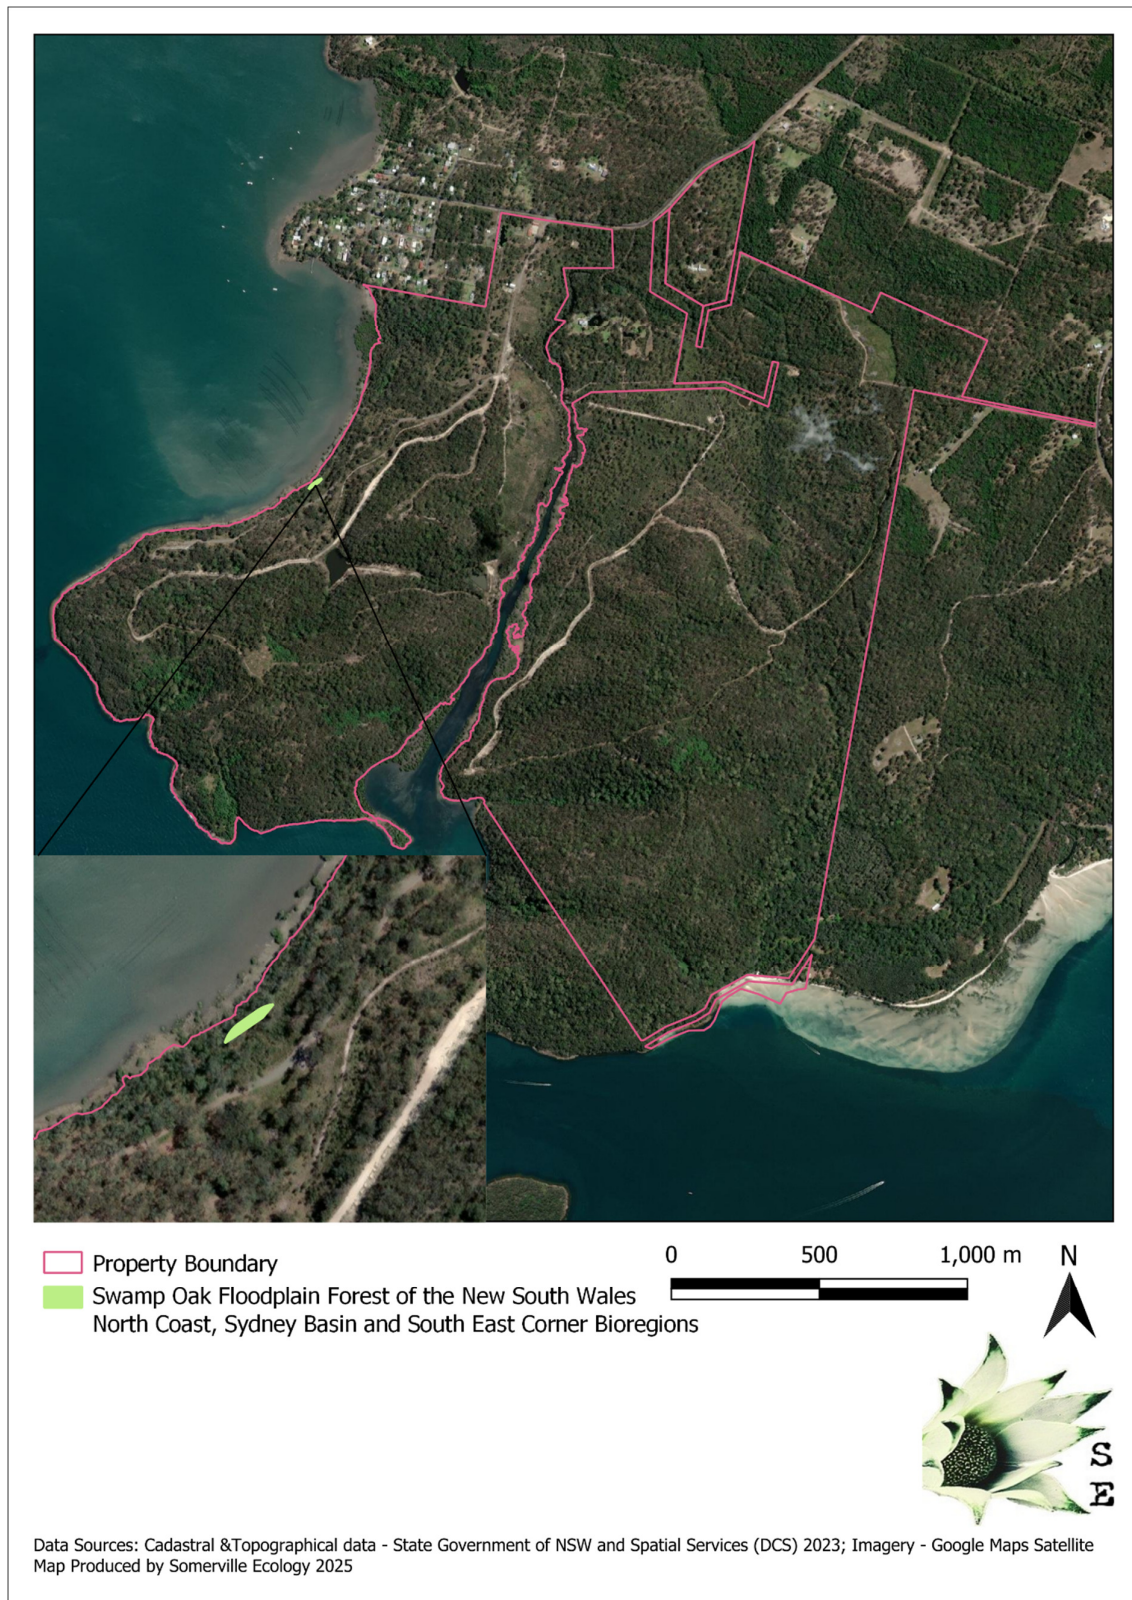 Property Boundary
Swamp Oak Floodplain Forest of the New South Wales
North Coast, Sydney Basin and South East Corner Bioregions
0 500 1,000 m
N
S
E
Data Sources: Cadastral &Topographical data - State Government of NSW and Spatial Services (DCS) 2023; Imagery - Google Maps Satellite
Map Produced by Somerville Ecology 2025